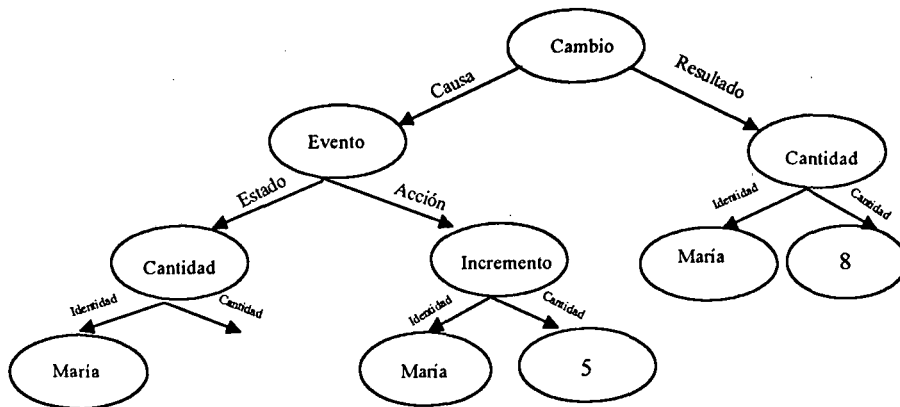 Cambio
Causa
Resultado
Evento
Cantidad
Estado
Acción
Identidad
Cantidad
Cantidad
Incremento
María
8
Identidad
Cantidad
Identidad
Cantidad
María
María
5